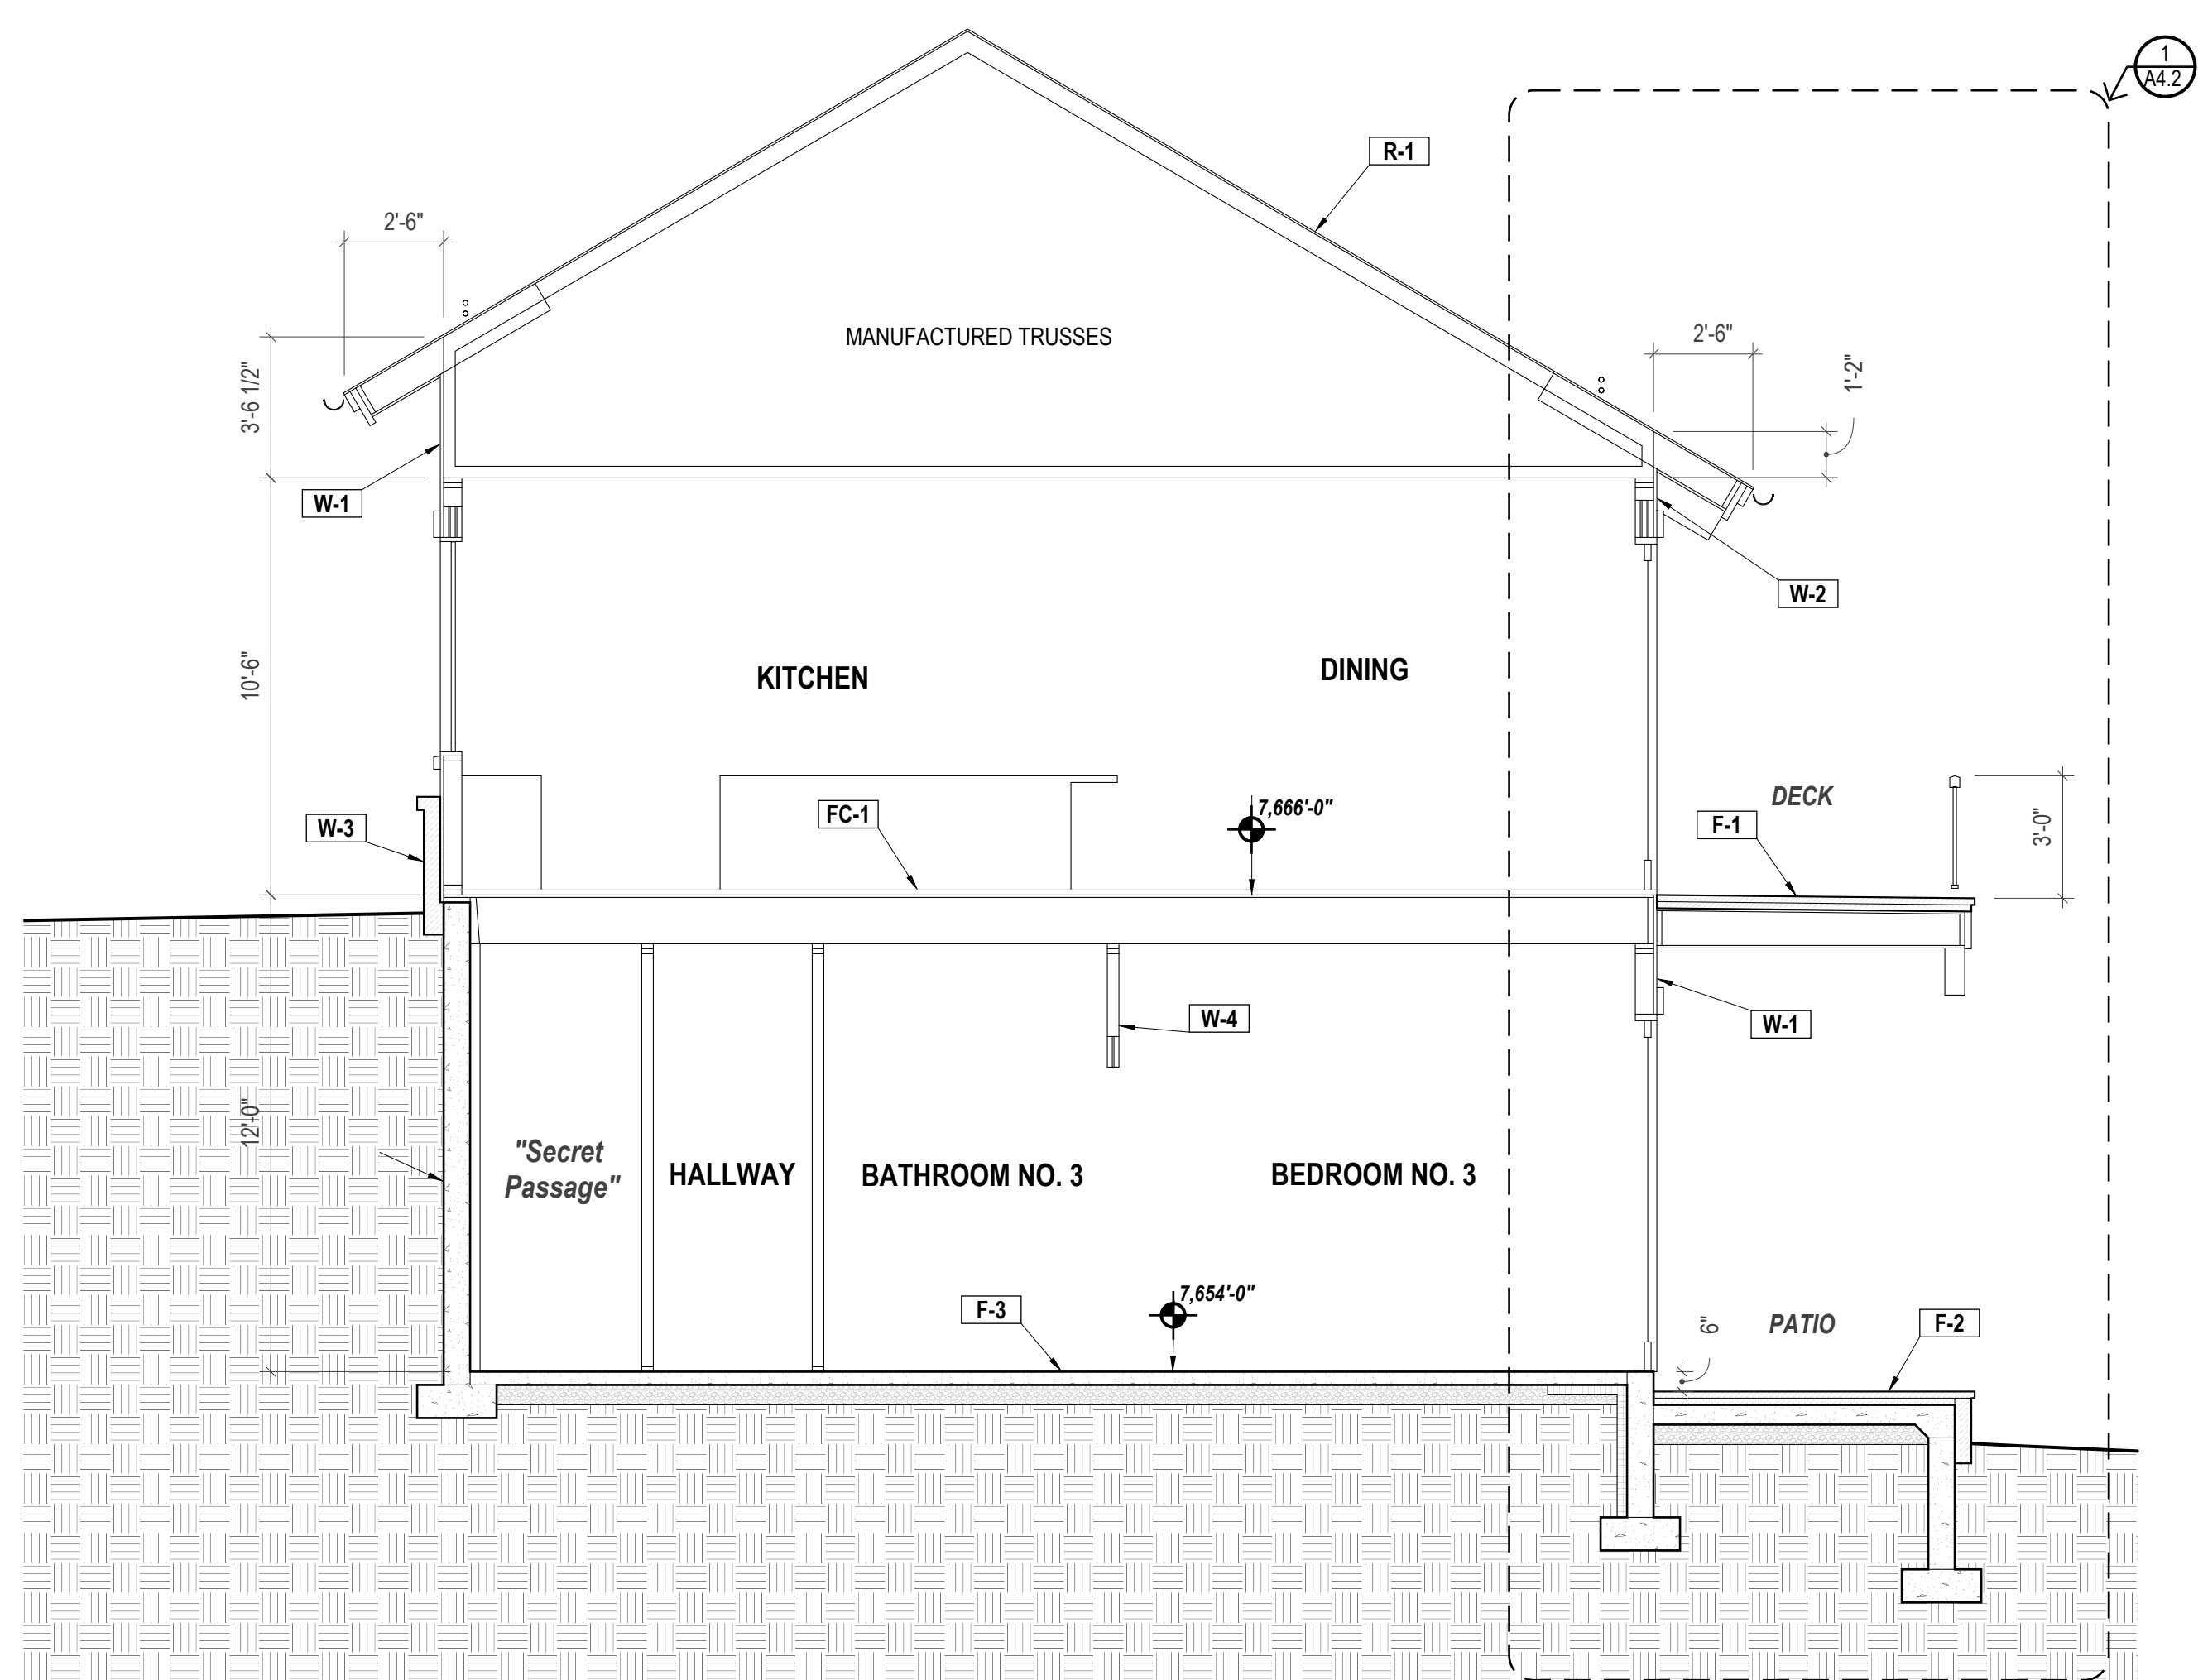 1
A4.2
R-1
2'-6"
MANUFACTURED TRUSSES
2'-6"
1'-2"
3'-6 1/2"
W-1
W-2
10'-6"
KITCHEN
DINING
DECK
7,666'-0"
FC-1
F-1
W-3
3'-0"
W-4
W-1
12'-0"
"Secret
Passage"
HALLWAY
BATHROOM NO. 3
BEDROOM NO. 3
7,654'-0"
F-3
6"
PATIO
F-2